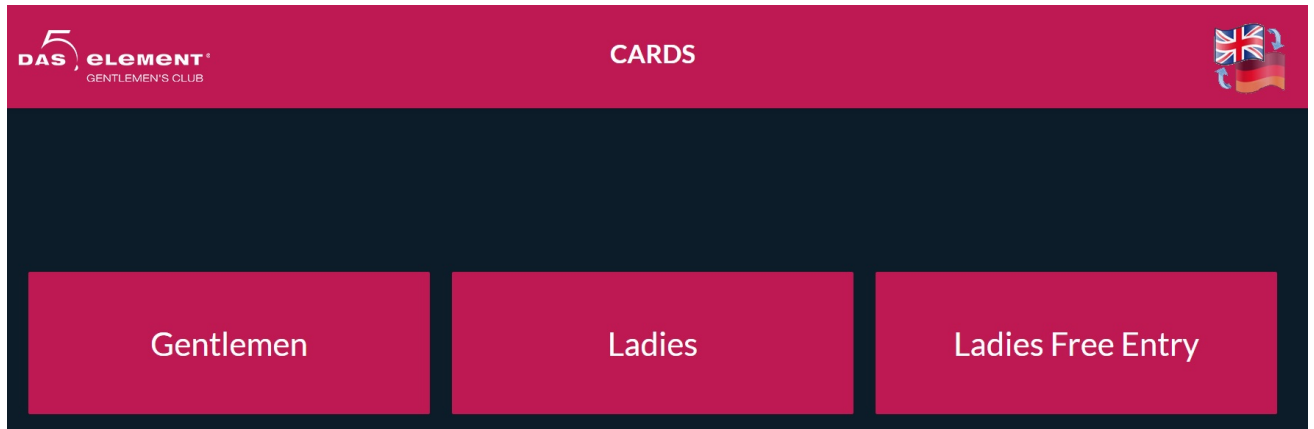 DAS 5 ELEMENT®
GENTLEMEN'S CLUB
CARDS
Gentlemen
Ladies
Ladies Free Entry